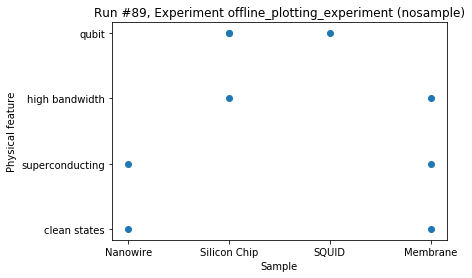 Run #89, Experiment offline_plotting_experiment (nosample)
qubit
high bandwidth
superconducting
clean states
Physical feature
Nanowire Silicon Chip SQUID Membrane
Sample